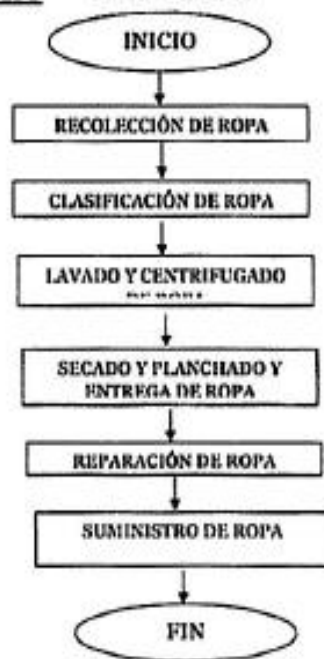 INICIO
RECOLECCIÓN DE ROPA
CLASIFICACIÓN DE ROPA
LAVADO Y CENTRIFUGADO
SECADO Y PLANCHADO Y
ENTREGA DE ROPA
REPARACIÓN DE ROPA
SUMINISTRO DE ROPA
FIN